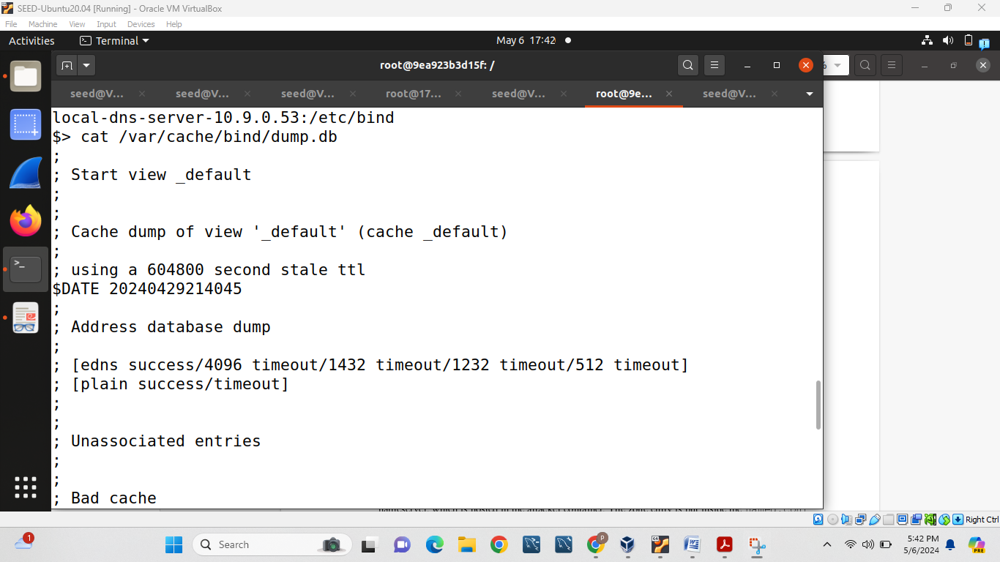 SEED-Ubuntu20.04 [Running] - Oracle VM VirtualBox
File Machine View Input Devices Help
Activities Terminal May 6 17:42
root@9ea923b3d15f: /
seed@V... seed@V... seed@V... root@17... seed@V... root@9e... seed@V...
local-dns-server-10.9.0.53:/etc/bind
$> cat /var/cache/bind/dump.db
;
; Start view _default
;
;
; Cache dump of view '_default' (cache _default)
;
; using a 604800 second stale ttl
$DATE 20240429214045
;
; Address database dump
;
; [edns success/4096 timeout/1432 timeout/1232 timeout/512 timeout]
; [plain success/timeout]
;
;
; Unassociated entries
;
;
; Bad cache
Right Ctrl
1
Search
P
64
PRE
5:42 PM
5/6/2024